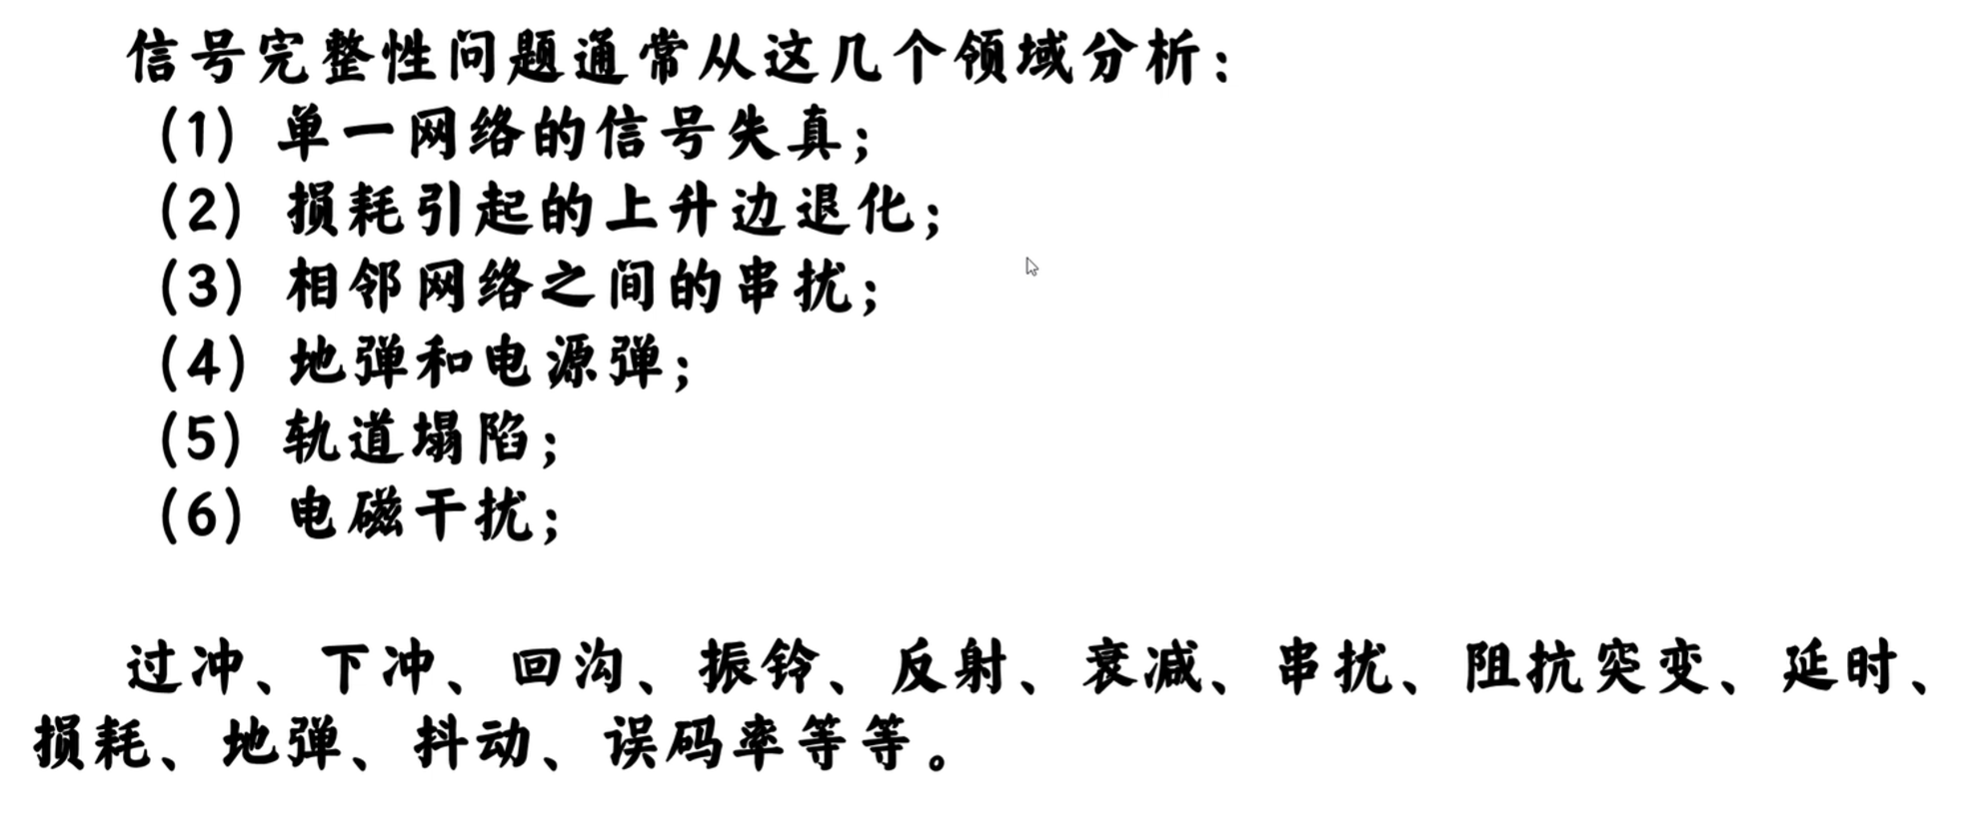 信号完整性问题通常从这几个领域分析：
（1）单一网络的信号失真；
（2）损耗引起的上升边退化；
（3）相邻网络之间的串扰；
（4）地弹和电源弹；
（5）轨道塌陷；
（6）电磁干扰；
过冲、下冲、回沟、振铃、反射、衰减、串扰、阻抗突变、延时、
损耗、地弹、抖动、误码率等等。